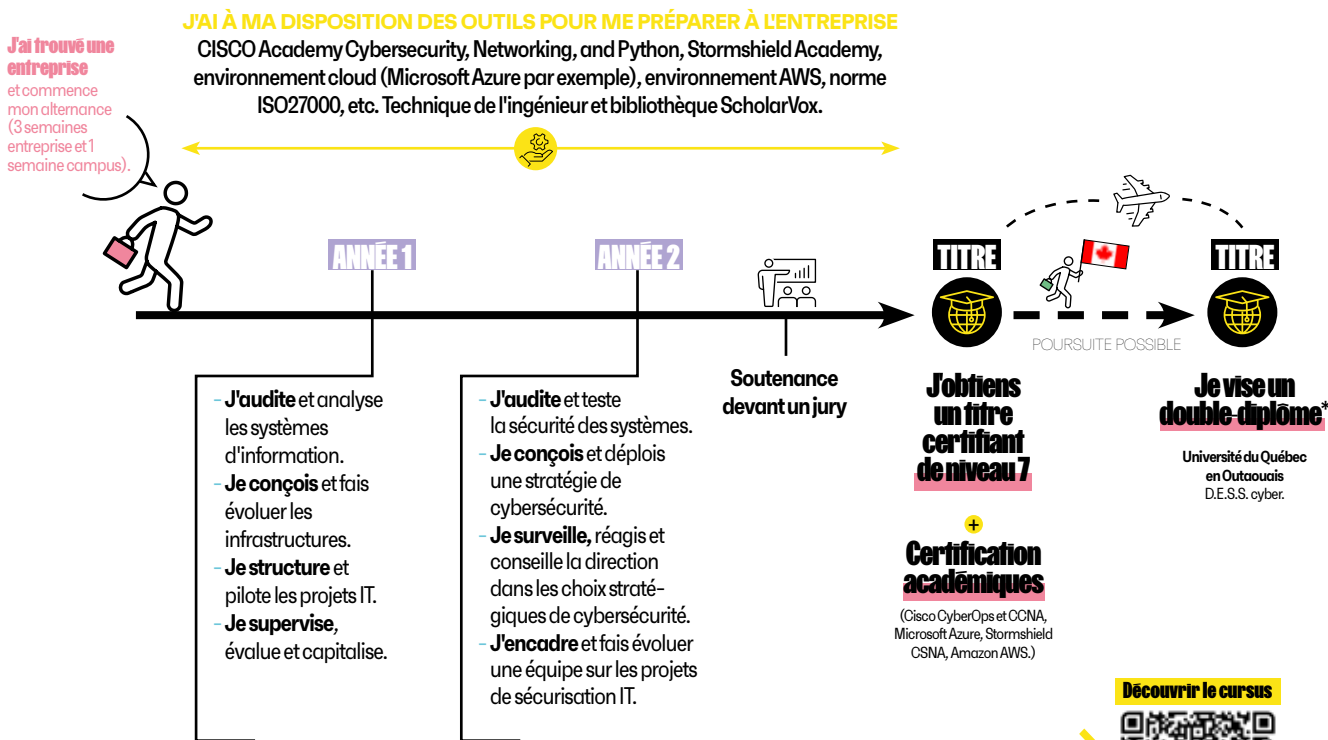 J'AI À MA DISPOSITION DES OUTILS POUR ME PRÉPARER À L'ENTREPRISE
CISCO Academy Cybersecurity, Networking, and Python, Stormshield Academy,
environnement cloud (Microsoft Azure par exemple), environnement AWS, norme
ISO27000, etc. Technique de l'ingénieur et bibliothèque ScholarVox.
J'ai trouvé une
entreprise
et commence
mon alternance
(3 semaines
entreprise et 1
semaine campus).
ANNÉE 1
ANNÉE 2
TITRE
TITRE
POURSUITE POSSIBLE
- J'audite et analyse
les systèmes
d'information.
- Je conçois et fais
évoluer les
infrastructures.
- Je structure et
pilote les projets IT.
- Je supervise,
évalue et capitalise.
- J'audite et teste
la sécurité des systèmes.
- Je conçois et déplois
une stratégie de
cybersécurité.
- Je surveille, réagis et
conseille la direction
dans les choix straté-
giques de cybersécurité.
- J'encadre et fais évoluer
une équipe sur les projets
de sécurisation IT.
Soutenance
devant un jury
J'obtiens
un titre
certifiant
de niveau 7
+
Certification
académiques
(Cisco CyberOps et CCNA,
Microsoft Azure, Stormshield
CSNA, Amazon AWS.)
Je vise un
double-diplôme*
Université du Québec
en Outaouais
D.E.S.S. cyber.
Découvrir le cursus